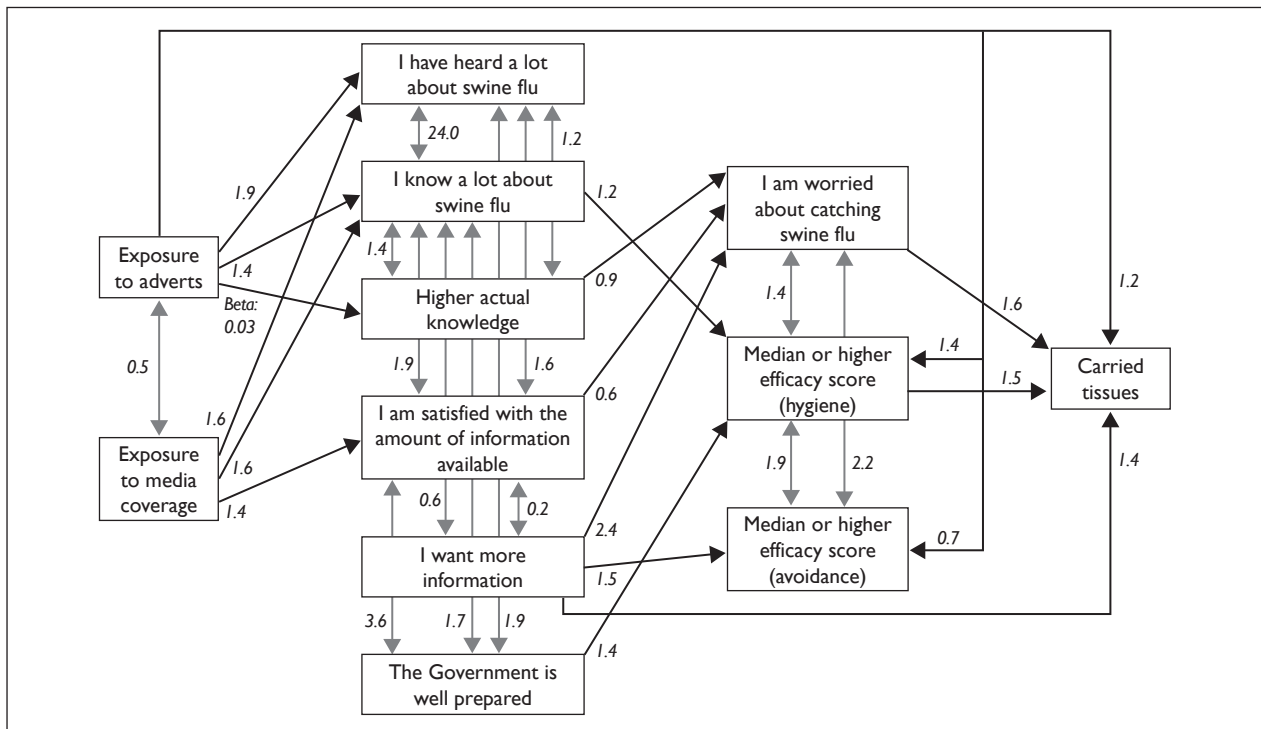 I have heard a lot
about swine flu
24.0
1.2
I know a lot about
swine flu
1.2
I am worried
about catching
swine flu
1.9
Exposure
to adverts
1.4
1.4
Beta:
0.03
Higher actual
knowledge
0.9
1.4
1.6
1.2
0.5
1.9
1.6
Median or higher
efficacy score
(hygiene)
1.4
1.5
Carried
tissues
I am satisfied with the
amount of information
available
0.6
Exposure
to media
coverage
1.6
1.6
1.4
0.6
0.2
1.9
2.2
1.4
I want more
information
2.4
1.5
Median or higher
efficacy score
(avoidance)
0.7
3.6
1.7
1.9
The Government is
well prepared
1.4